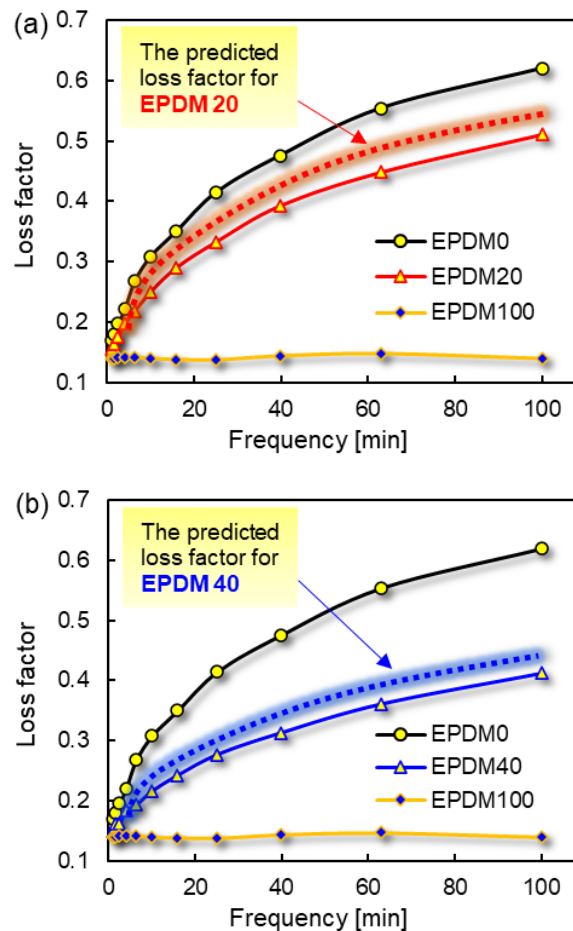 (a)
0.7
0.6
0.5
0.4
0.3
0.2
0.1
Loss factor
The predicted
loss factor for
EPDM 20
EPDM0
EPDM20
EPDM100
0
20
40
60
80
100
Frequency [min]
(b)
0.7
0.6
0.5
0.4
0.3
0.2
0.1
Loss factor
The predicted
loss factor for
EPDM 40
EPDM0
EPDM40
EPDM100
0
20
40
60
80
100
Frequency [min]